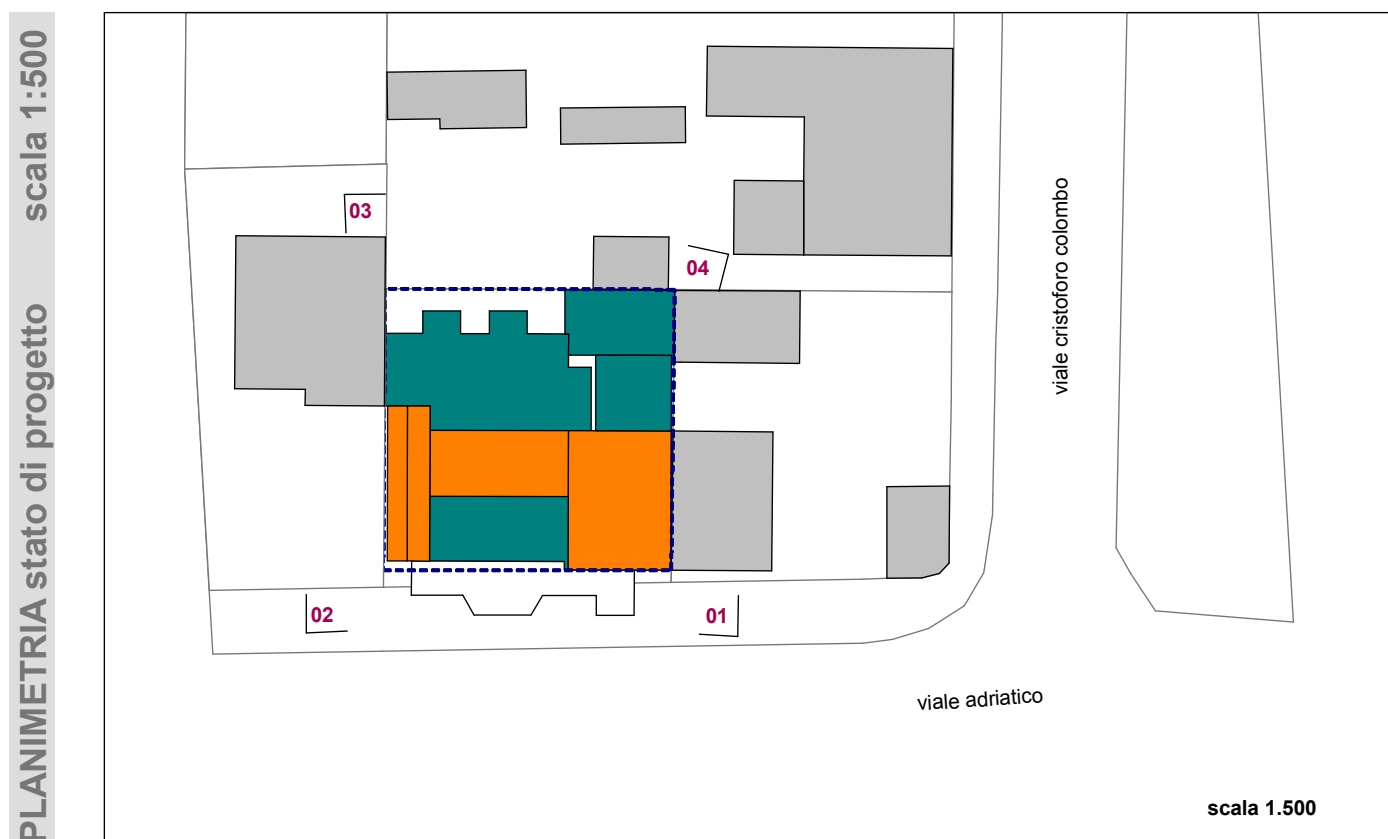 PLANIMETRIA stato di progetto scala 1:500
03
04
viale cristoforo colombo
02
01
viale adriatico
scala 1.500